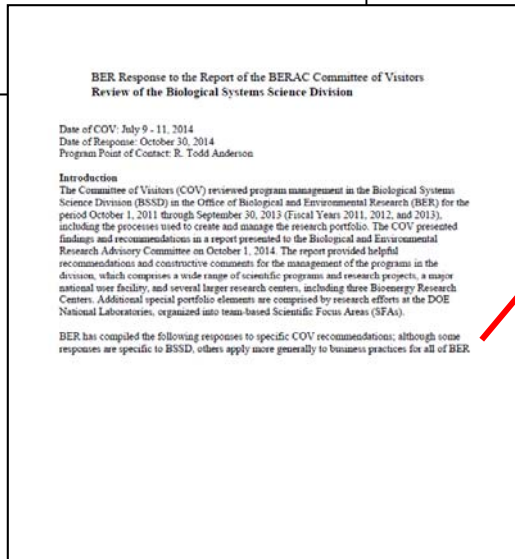 BER Response to the Report of the BERAC Committee of Visitors
Review of the Biological Systems Science Division
Date of COV: July 9 - 11, 2014
Date of Response: October 30, 2014
Program Point of Contact: R. Todd Anderson
Introduction
The Committee of Visitors (COV) reviewed program management in the Biological Systems
Science Division (BSSD) in the Office of Biological and Environmental Research (BER) for the
period October 1, 2011 through September 30, 2013 (Fiscal Years 2011, 2012, and 2013),
including the processes used to create and manage the research portfolio. The COV presented
findings and recommendations in a report presented to the Biological and Environmental
Research Advisory Committee on October 1, 2014. The report provided helpful
recommendations and constructive comments for the management of the programs in the
division, which comprises a wide range of scientific programs and research projects, a major
national user facility, and several larger research centers, including three Bioenergy Research
Centers. Additional special portfolio elements are comprised by research efforts at the DOE
National Laboratories, organized into team-based Scientific Focus Areas (SFAs).
BER has compiled the following responses to specific COV recommendations; although some
responses are specific to BSSD, others apply more generally to business practices for all of BER